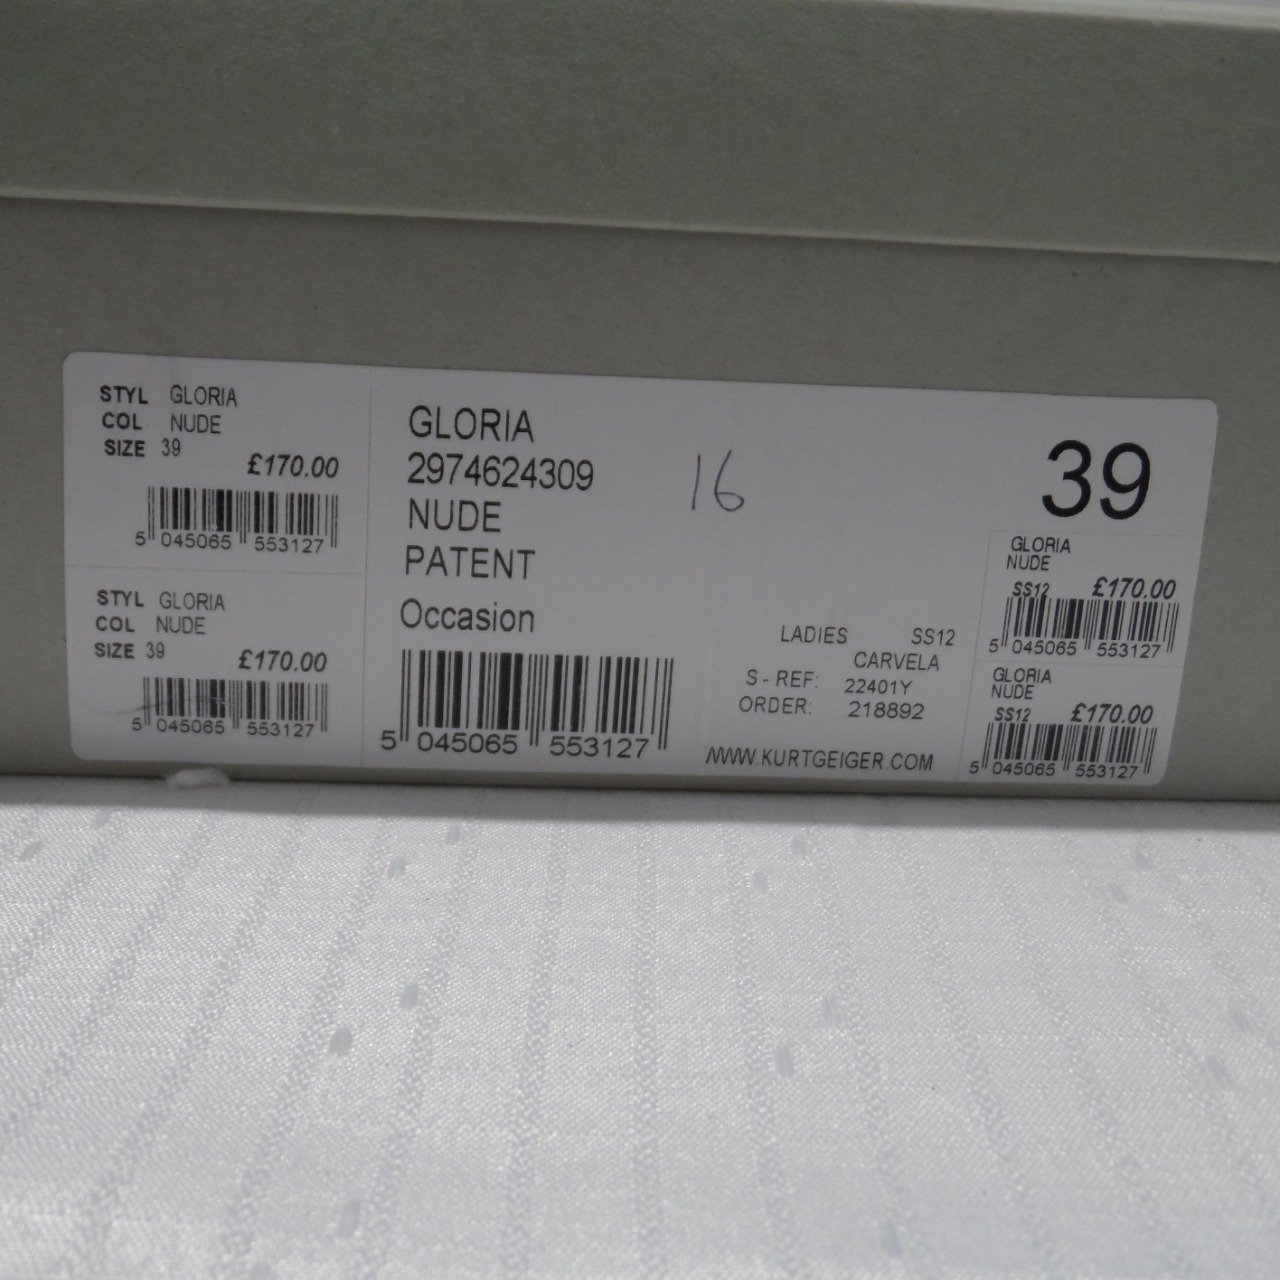 STYL GLORIA
COL NUDE
SIZE 39
£170.00
5 045065 553127
STYL GLORIA
COL NUDE
SIZE 39
£170.00
5 045065 553127
GLORIA
2974624309
NUDE
PATENT
Occasion
5 045065 553127
16
LADIES SS12
CARVELA
S - REF: 22401Y
ORDER: 218892
WWW.KURTGEIGER.COM
39
GLORIA
NUDE
SS12 £170.00
5 045065 553127
GLORIA
NUDE
SS12 £170.00
5 045065 553127